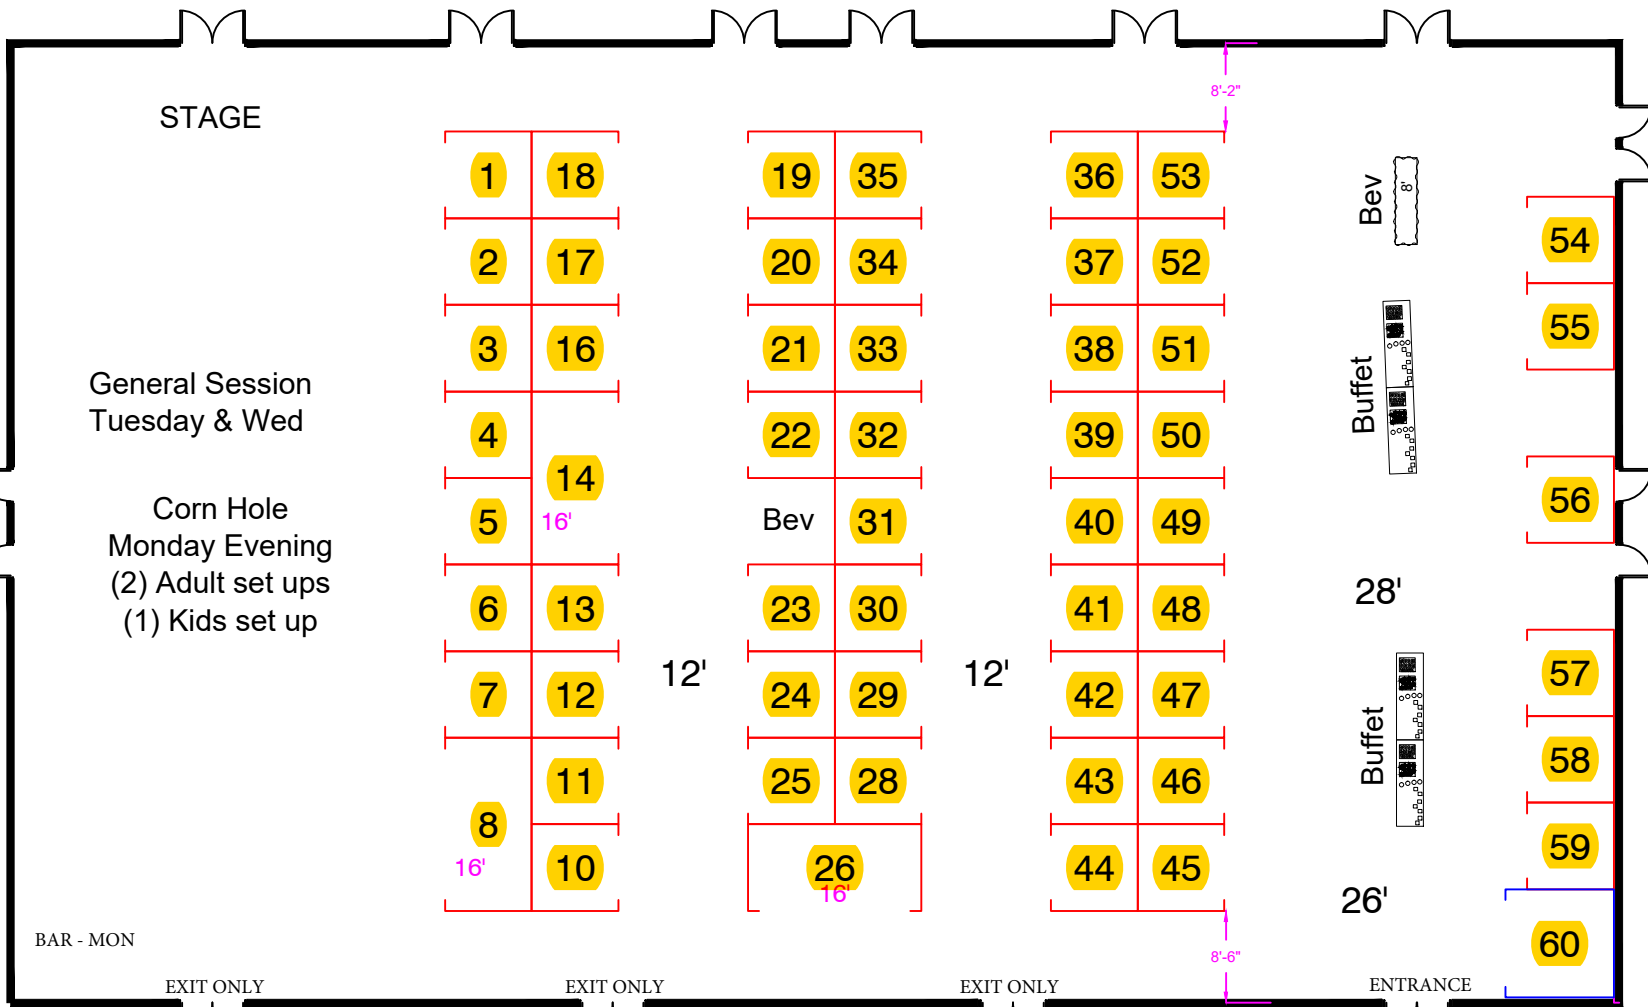 8'-2"
STAGE
1 18 19 35 36 53
Bev 8'
2 17 20 34 37 52
54
3 16 21 33 38 51
55
General Session
Tuesday & Wed
Buffet
4 22 32 39 50
14
16'
56
Corn Hole
Monday Evening
(2) Adult set ups
(1) Kids set up
5 Bev 31 40 49
28'
6 13 23 30 41 48
12' 12'
57
7 12 24 29 42 47
Buffet
58
11 25 28 43 46
8
16'
59
10 26 44 45
16'
26'
BAR - MON
60
8'-6"
EXIT ONLY EXIT ONLY EXIT ONLY ENTRANCE